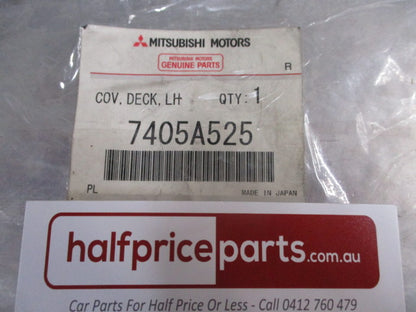 MITSUBISHI MOTORS
MITSUBISHI MOTORS
GENUINE PARTS
R
COV, DECK, LH QTY: 1
7405A525
PL MADE IN JAPAN
halfpriceparts.com.au
Car Parts For Half Price Or Less - Call 0412 760 479